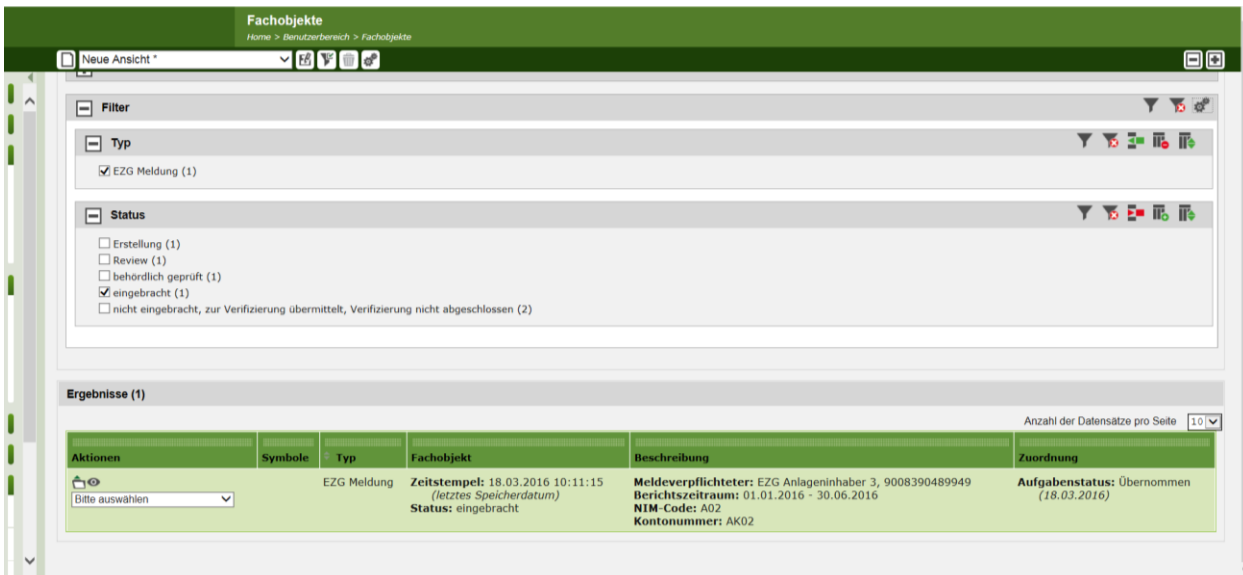 Fachobjekte
Home > Benutzerbereich > Fachobjekte
Neue Ansicht *
Filter
Typ
EZG Meldung (1)
Status
Erstellung (1)
Review (1)
behördlich geprüft (1)
eingebracht (1)
nicht eingebracht, zur Verifizierung übermittelt, Verifizierung nicht abgeschlossen (2)
Ergebnisse (1)
Anzahl der Datensätze pro Seite 10
Aktionen Symbole Typ Fachobjekt Beschreibung Zuordnung
EZG Meldung Zeitstempel: 18.03.2016 10:11:15 Meldeverpflichteter: EZG Anlageninhaber 3, 9008390489949 Aufgabenstatus: Übernommen
Bitte auswählen (letztes Speicherdatum) Berichtszeitraum: 01.01.2016 - 30.06.2016 (18.03.2016)
Status: eingebracht NIM-Code: A02
Kontonummer: AK02